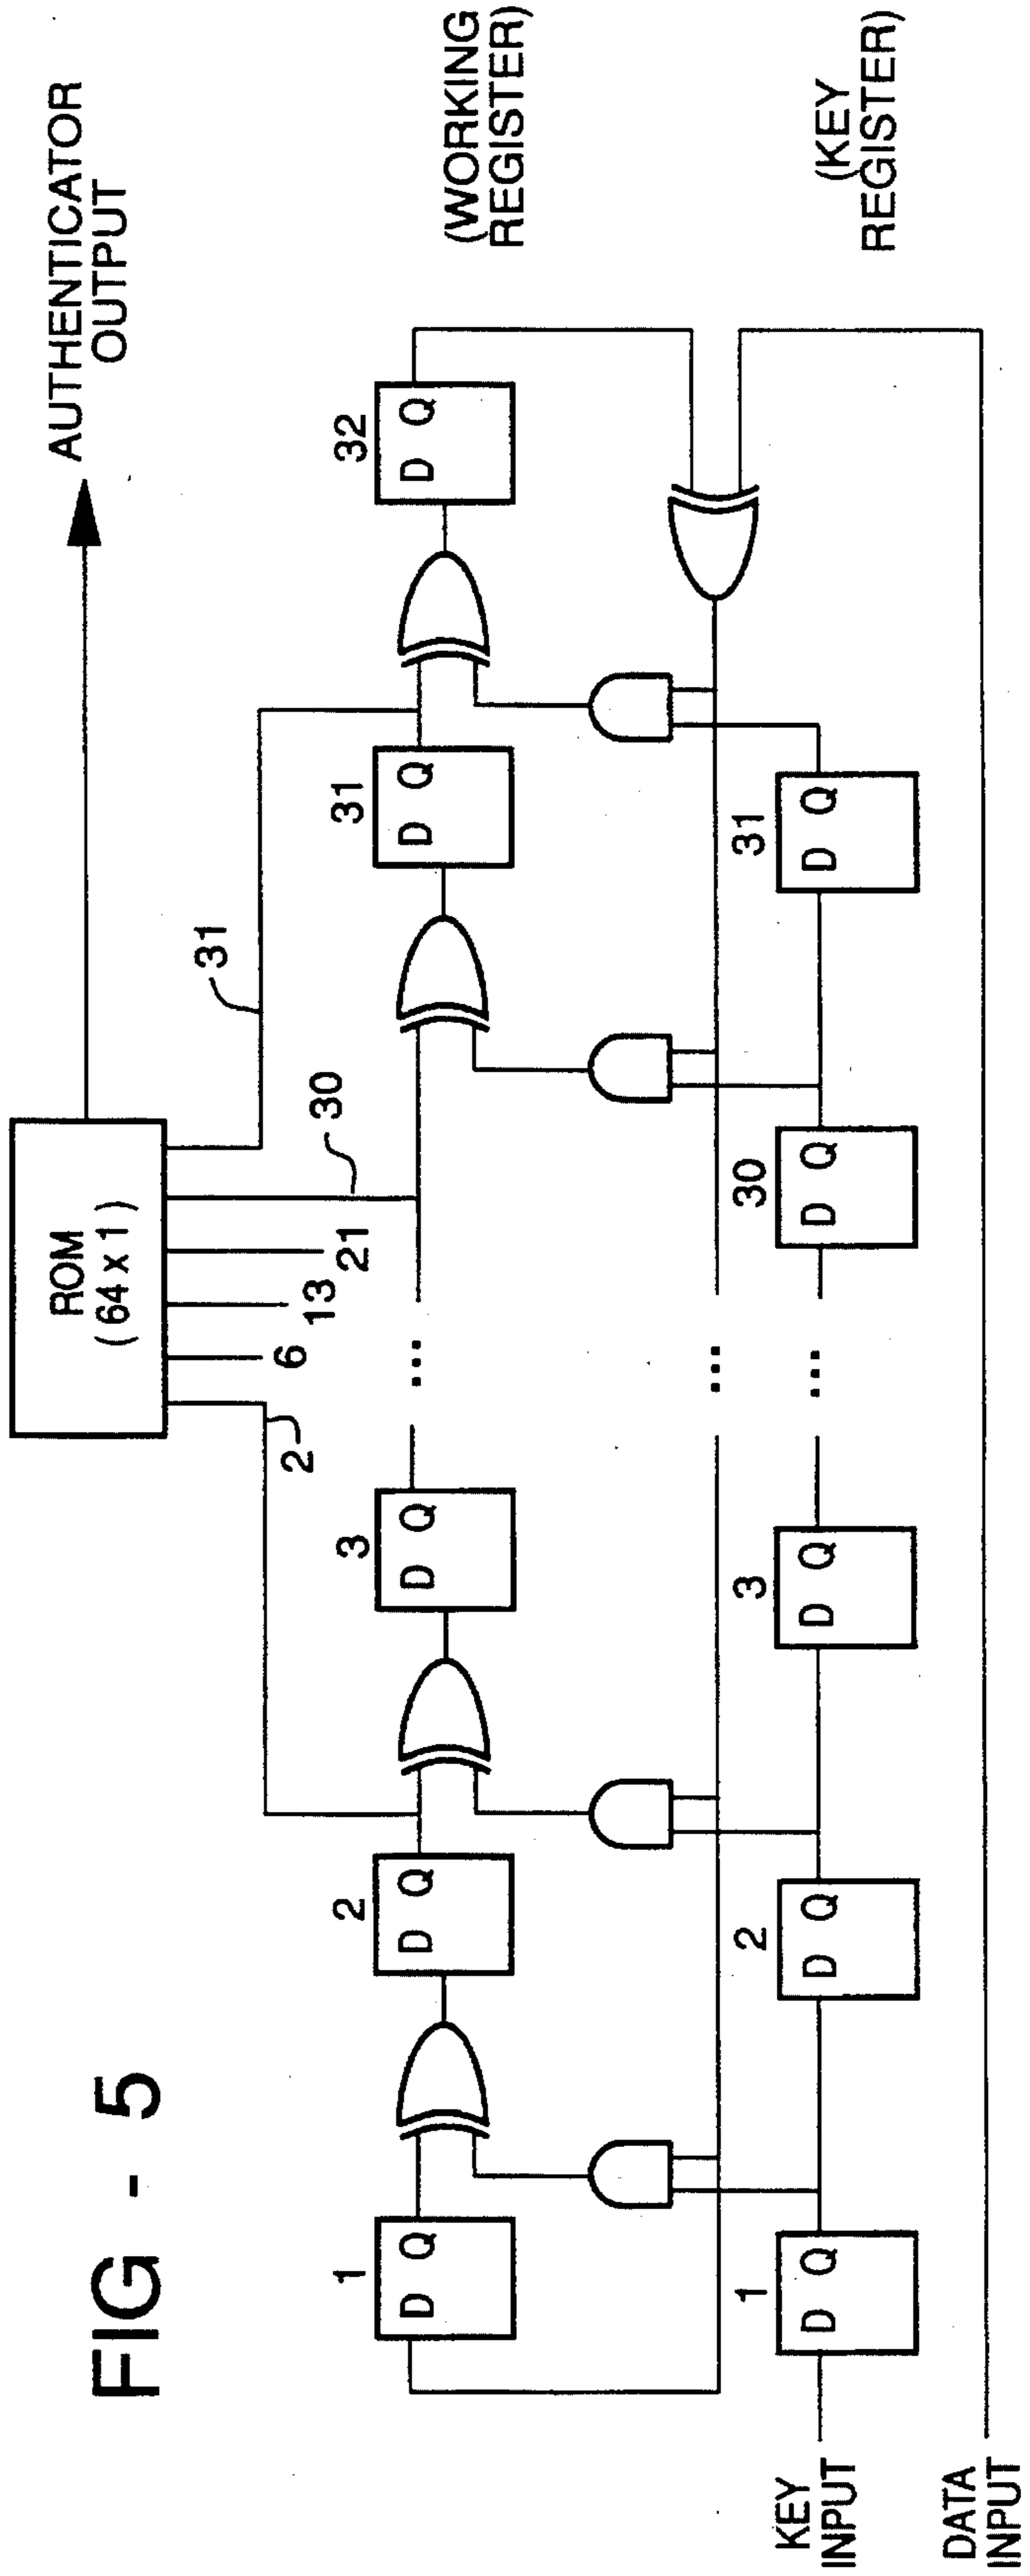 FIG - 5
AUTHENTICATOR
OUTPUT
ROM
(64 x 1)
2
6
13
21
30
31
1
D Q
2
D Q
3
D Q
...
31
D Q
32
D Q
(WORKING
REGISTER)
...
KEY
INPUT
1
D Q
2
D Q
3
D Q
...
30
D Q
31
D Q
(KEY
REGISTER)
DATA
INPUT